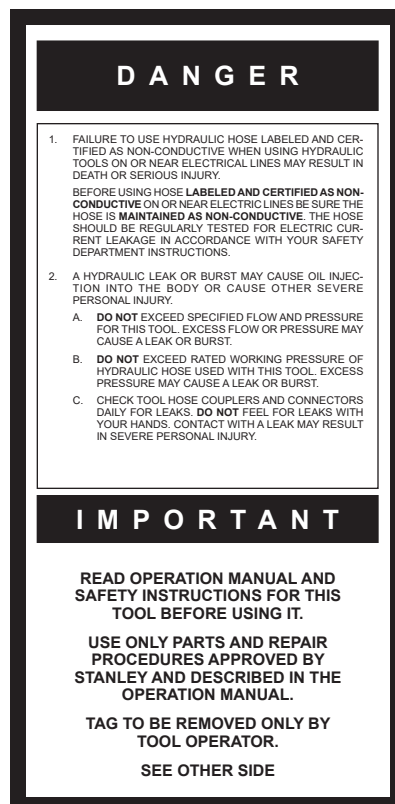 DANGER
1. FAILURE TO USE HYDRAULIC HOSE LABELED AND CER-
TIFIED AS NON-CONDUCTIVE WHEN USING HYDRAULIC
TOOLS ON OR NEAR ELECTRICAL LINES MAY RESULT IN
DEATH OR SERIOUS INJURY.
BEFORE USING HOSE LABELED AND CERTIFIED AS NON-
CONDUCTIVE ON OR NEAR ELECTRIC LINES BE SURE THE
HOSE IS MAINTAINED AS NON-CONDUCTIVE. THE HOSE
SHOULD BE REGULARLY TESTED FOR ELECTRIC CUR-
RENT LEAKAGE IN ACCORDANCE WITH YOUR SAFETY
DEPARTMENT INSTRUCTIONS.
2. A HYDRAULIC LEAK OR BURST MAY CAUSE OIL INJEC-
TION INTO THE BODY OR CAUSE OTHER SEVERE
PERSONAL INJURY.
A. DO NOT EXCEED SPECIFIED FLOW AND PRESSURE
FOR THIS TOOL. EXCESS FLOW OR PRESSURE MAY
CAUSE A LEAK OR BURST.
B. DO NOT EXCEED RATED WORKING PRESSURE OF
HYDRAULIC HOSE USED WITH THIS TOOL. EXCESS
PRESSURE MAY CAUSE A LEAK OR BURST.
C. CHECK TOOL HOSE COUPLERS AND CONNECTORS
DAILY FOR LEAKS. DO NOT FEEL FOR LEAKS WITH
YOUR HANDS. CONTACT WITH A LEAK MAY RESULT
IN SEVERE PERSONAL INJURY.
IMPORTANT
READ OPERATION MANUAL AND
SAFETY INSTRUCTIONS FOR THIS
TOOL BEFORE USING IT.
USE ONLY PARTS AND REPAIR
PROCEDURES APPROVED BY
STANLEY AND DESCRIBED IN THE
OPERATION MANUAL.
TAG TO BE REMOVED ONLY BY
TOOL OPERATOR.
SEE OTHER SIDE